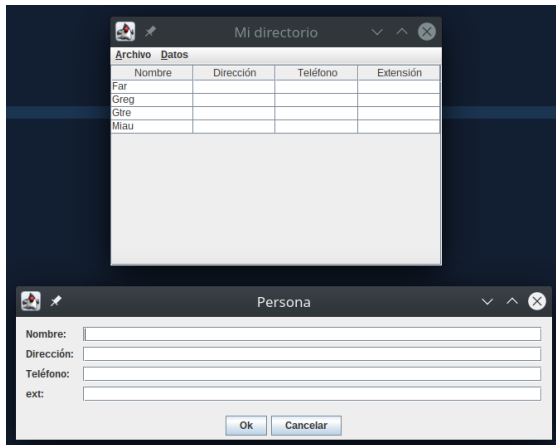 Mi directorio
Archivo Datos
Nombre Dirección Teléfono Extensión
Far
Greg
Gtre
Miau
Persona
Nombre:
Dirección:
Teléfono:
ext:
Ok Cancelar